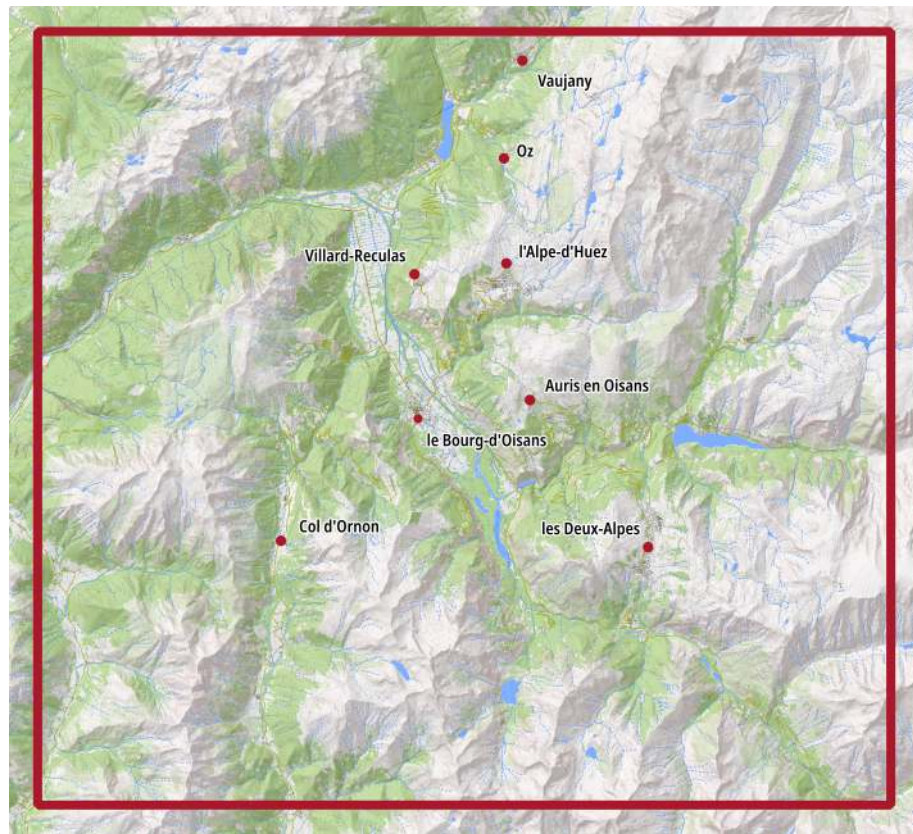 Vaujany
Oz
Villard-Reculas
l'Alpe-d'Huez
Auris en Oisans
le Bourg-d'Oisans
Col d'Ornon
les Deux-Alpes